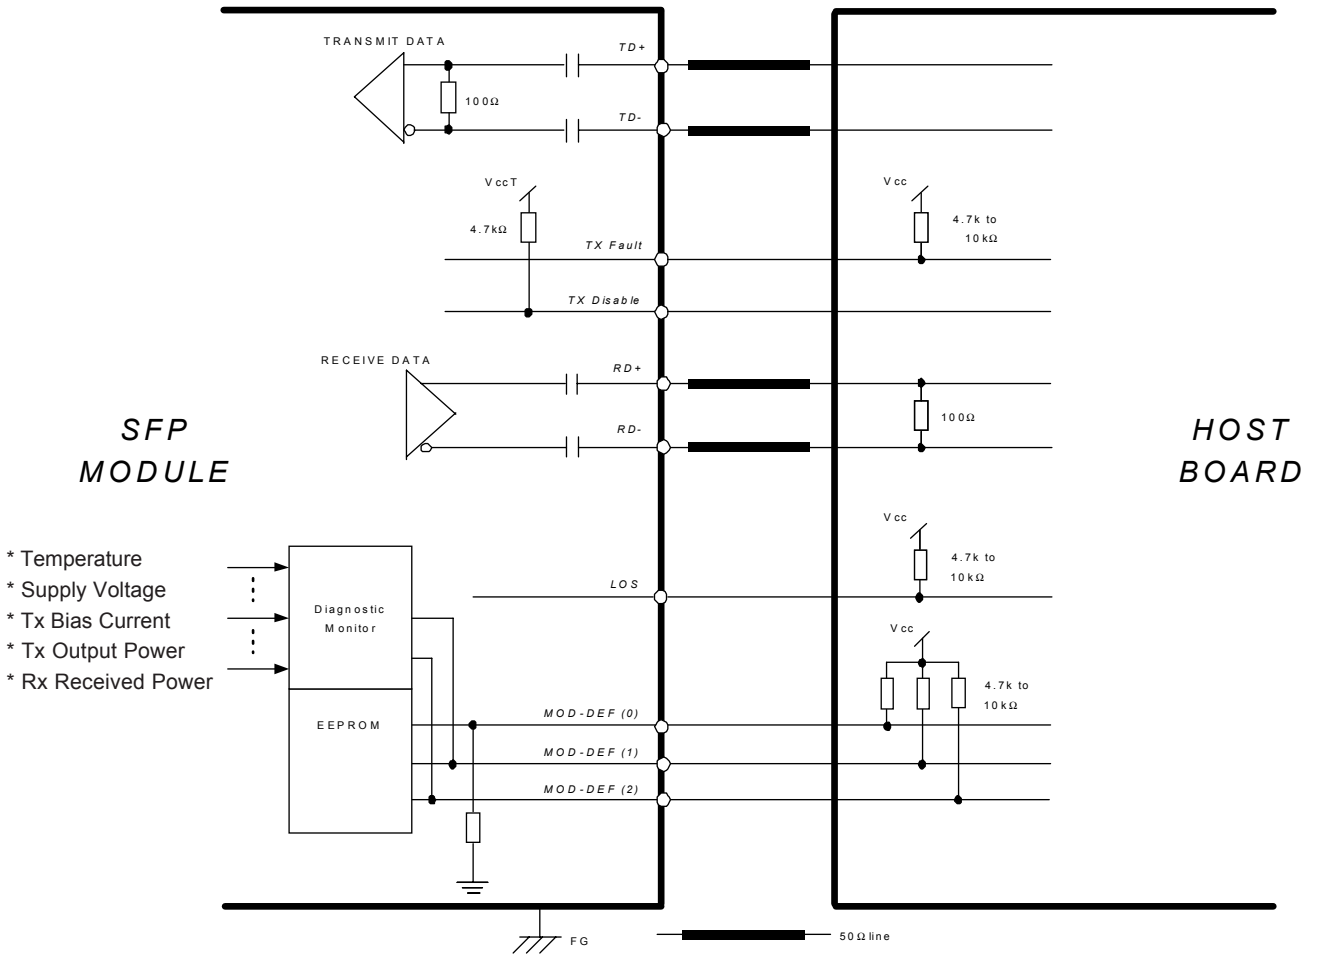 TRANSMIT DATA
TD+
100Ω
TD-
VccT
4.7kΩ
TX Fault
TX Disable
Vcc
4.7k to
10kΩ
RECEIVE DATA
RD+
RD-
100Ω
SFP
MODULE
HOST
BOARD
* Temperature
* Supply Voltage
* Tx Bias Current
* Tx Output Power
* Rx Received Power
Diagnostic
Monitor
EEPROM
LOS
Vcc
4.7k to
10kΩ
Vcc
4.7k to
10kΩ
MOD-DEF (0)
MOD-DEF (1)
MOD-DEF (2)
FG
50Ω line